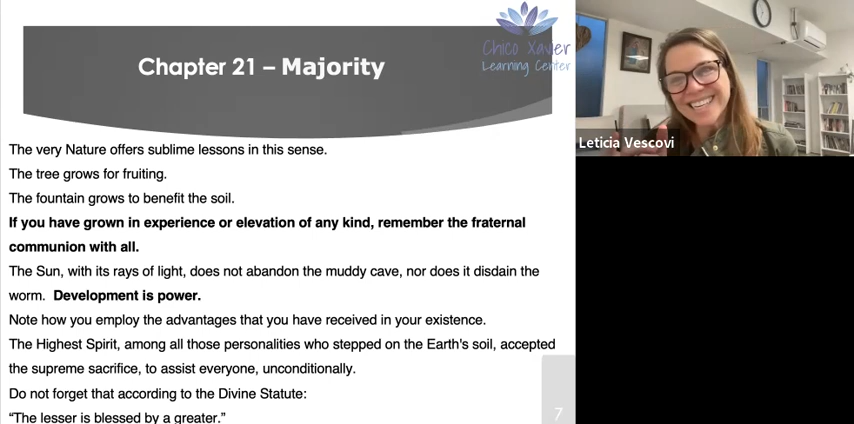 Chapter 21 – Majority
Chico Xavier
Learning Center
The very Nature offers sublime lessons in this sense.
The tree grows for fruiting.
The fountain grows to benefit the soil.
If you have grown in experience or elevation of any kind, remember the fraternal
communion with all.
The Sun, with its rays of light, does not abandon the muddy cave, nor does it disdain the
worm. Development is power.
Note how you employ the advantages that you have received in your existence.
The Highest Spirit, among all those personalities who stepped on the Earth's soil, accepted
the supreme sacrifice, to assist everyone, unconditionally.
Do not forget that according to the Divine Statute:
“The lesser is blessed by a greater.”
7
Leticia Vescovi